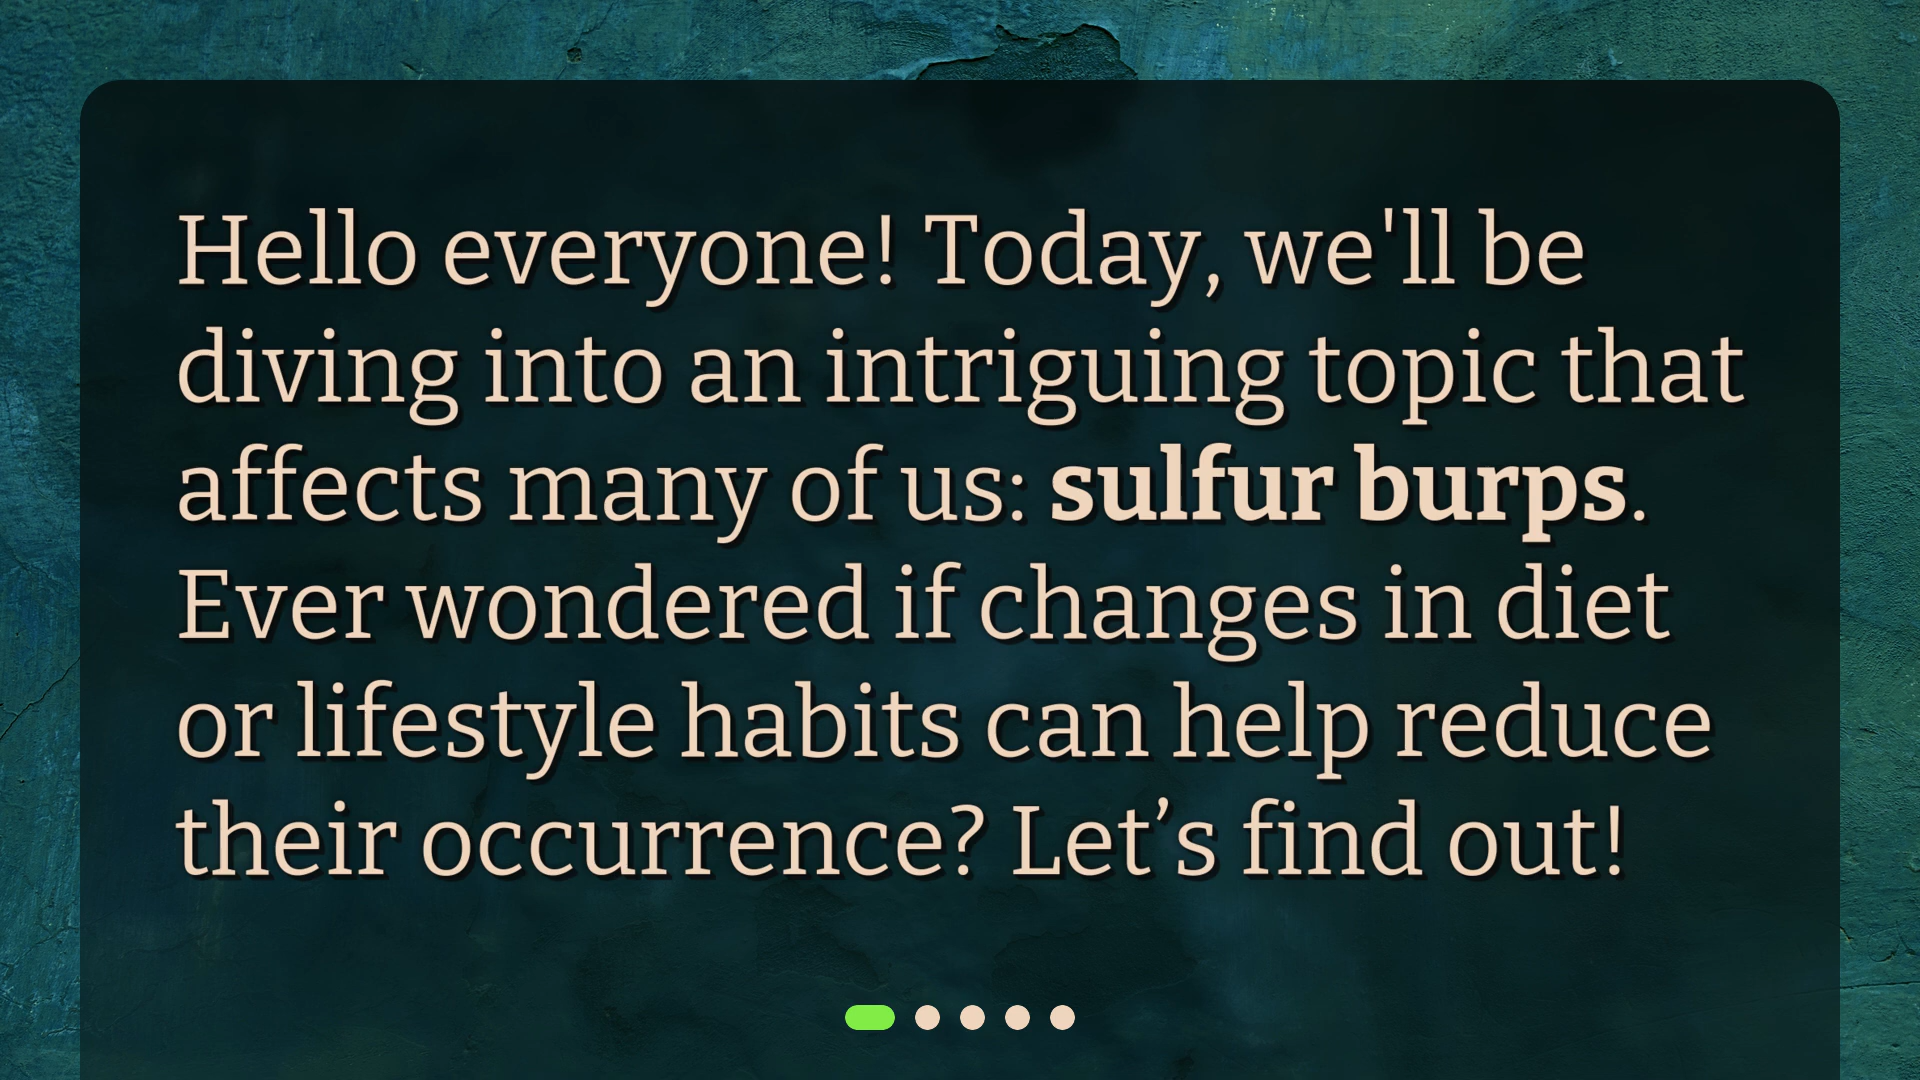 Hello everyone! Today, we'll be
diving into an intriguing topic that
affects many of us: sulfur burps.
Ever wondered if changes in diet
or lifestyle habits can help reduce
their occurrence? Let’s find out!